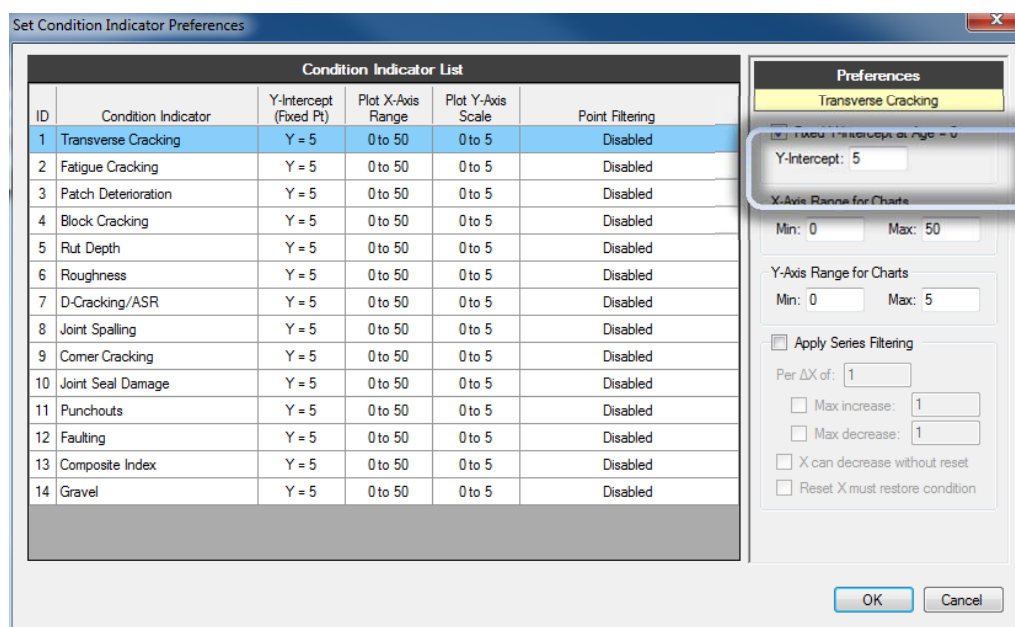 Set Condition Indicator Preferences
Condition Indicator List
ID Condition Indicator Y-Intercept (Fixed Pt) Plot X-Axis Range Plot Y-Axis Scale Point Filtering
1 Transverse Cracking Y = 5 0 to 50 0 to 5 Disabled
2 Fatigue Cracking Y = 5 0 to 50 0 to 5 Disabled
3 Patch Deterioration Y = 5 0 to 50 0 to 5 Disabled
4 Block Cracking Y = 5 0 to 50 0 to 5 Disabled
5 Rut Depth Y = 5 0 to 50 0 to 5 Disabled
6 Roughness Y = 5 0 to 50 0 to 5 Disabled
7 D-Cracking/ASR Y = 5 0 to 50 0 to 5 Disabled
8 Joint Spalling Y = 5 0 to 50 0 to 5 Disabled
9 Corner Cracking Y = 5 0 to 50 0 to 5 Disabled
10 Joint Seal Damage Y = 5 0 to 50 0 to 5 Disabled
11 Punchouts Y = 5 0 to 50 0 to 5 Disabled
12 Faulting Y = 5 0 to 50 0 to 5 Disabled
13 Composite Index Y = 5 0 to 50 0 to 5 Disabled
14 Gravel Y = 5 0 to 50 0 to 5 Disabled
Preferences
Transverse Cracking
Fixed Y-Intercept at Age = 0
Y-Intercept: 5
X-Axis Range for Charts
Min: 0 Max: 50
Y-Axis Range for Charts
Min: 0 Max: 5
Apply Series Filtering
Per ΔX of: 1
Max increase: 1
Max decrease: 1
X can decrease without reset
Reset X must restore condition
OK Cancel